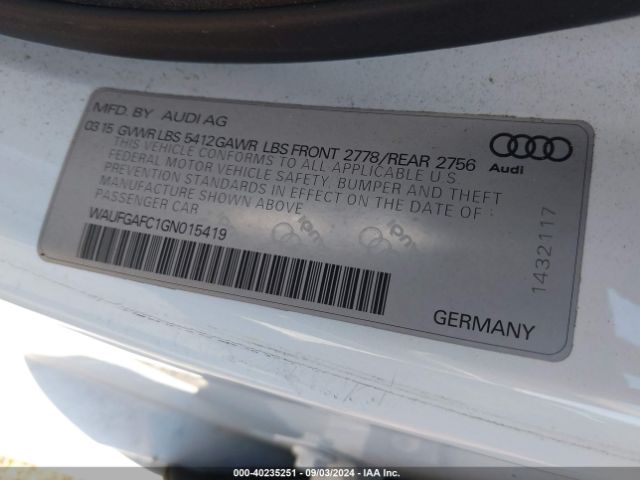 MFD. BY AUDI AG
03 15 GVWR LBS 5412 GAWR LBS FRONT 2778/REAR 2756
THIS VEHICLE CONFORMS TO ALL APPLICABLE U S
FEDERAL MOTOR VEHICLE SAFETY, BUMPER AND THEFT
PREVENTION STANDARDS IN EFFECT ON THE DATE OF
MANUFACTURE SHOWN ABOVE
PASSENGER CAR
WAUFGAFC1GN015419
Audi
1432117
GERMANY
000-40235251 - 09/03/2024 - IAA Inc.